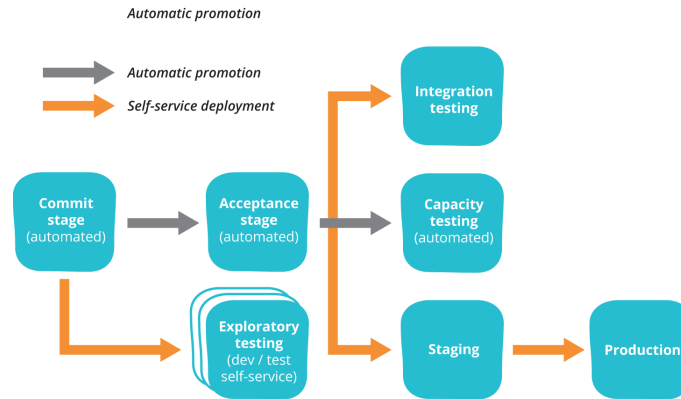 Automatic promotion
Automatic promotion
Self-service deployment
Integration
testing
Commit
stage
(automated)
Acceptance
stage
(automated)
Capacity
testing
(automated)
Exploratory
testing
(dev / test
self-service)
Staging
Production